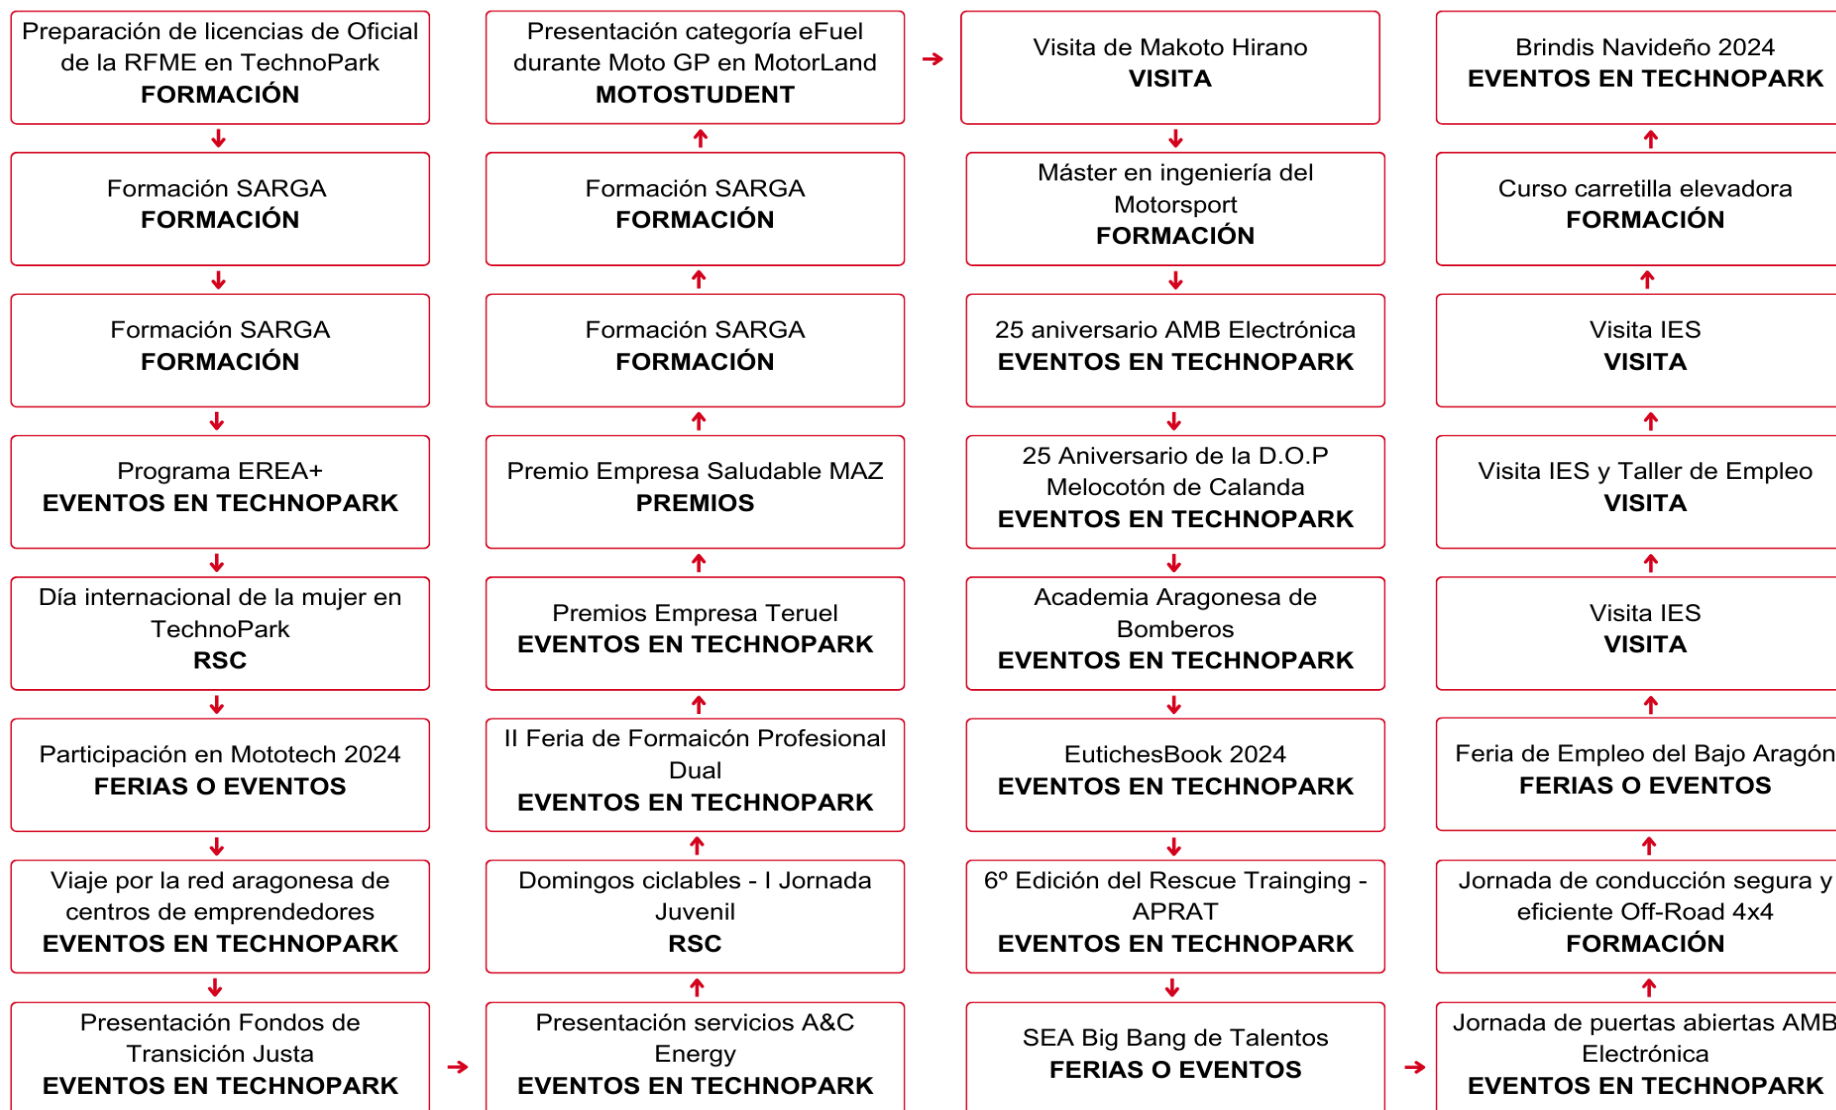 Preparación de licencias de Oficial
de la RFME en TechnoPark
FORMACIÓN
Formación SARGA
FORMACIÓN
Formación SARGA
FORMACIÓN
Programa EREA+
EVENTOS EN TECHNOPARK
Día internacional de la mujer en
TechnoPark
RSC
Participación en Mototech 2024
FERIAS O EVENTOS
Viaje por la red aragonesa de
centros de emprendedores
EVENTOS EN TECHNOPARK
Presentación Fondos de
Transición Justa
EVENTOS EN TECHNOPARK
Presentación servicios A&C
Energy
EVENTOS EN TECHNOPARK
Domingos ciclables - I Jornada
Juvenil
RSC
II Feria de Formaicón Profesional
Dual
EVENTOS EN TECHNOPARK
Premios Empresa Teruel
EVENTOS EN TECHNOPARK
Premio Empresa Saludable MAZ
PREMIOS
Formación SARGA
FORMACIÓN
Formación SARGA
FORMACIÓN
Presentación categoría eFuel
durante Moto GP en MotorLand
MOTOSTUDENT
Visita de Makoto Hirano
VISITA
Máster en ingeniería del
Motorsport
FORMACIÓN
25 aniversario AMB Electrónica
EVENTOS EN TECHNOPARK
25 Aniversario de la D.O.P
Melocotón de Calanda
EVENTOS EN TECHNOPARK
Academia Aragonesa de
Bomberos
EVENTOS EN TECHNOPARK
EutichesBook 2024
EVENTOS EN TECHNOPARK
6º Edición del Rescue Trainging -
APRAT
EVENTOS EN TECHNOPARK
SEA Big Bang de Talentos
FERIAS O EVENTOS
Jornada de puertas abiertas AMB
Electrónica
EVENTOS EN TECHNOPARK
Jornada de conducción segura y
eficiente Off-Road 4x4
FORMACIÓN
Feria de Empleo del Bajo Aragón
FERIAS O EVENTOS
Visita IES
VISITA
Visita IES y Taller de Empleo
VISITA
Visita IES
VISITA
Curso carretilla elevadora
FORMACIÓN
Brindis Navideño 2024
EVENTOS EN TECHNOPARK